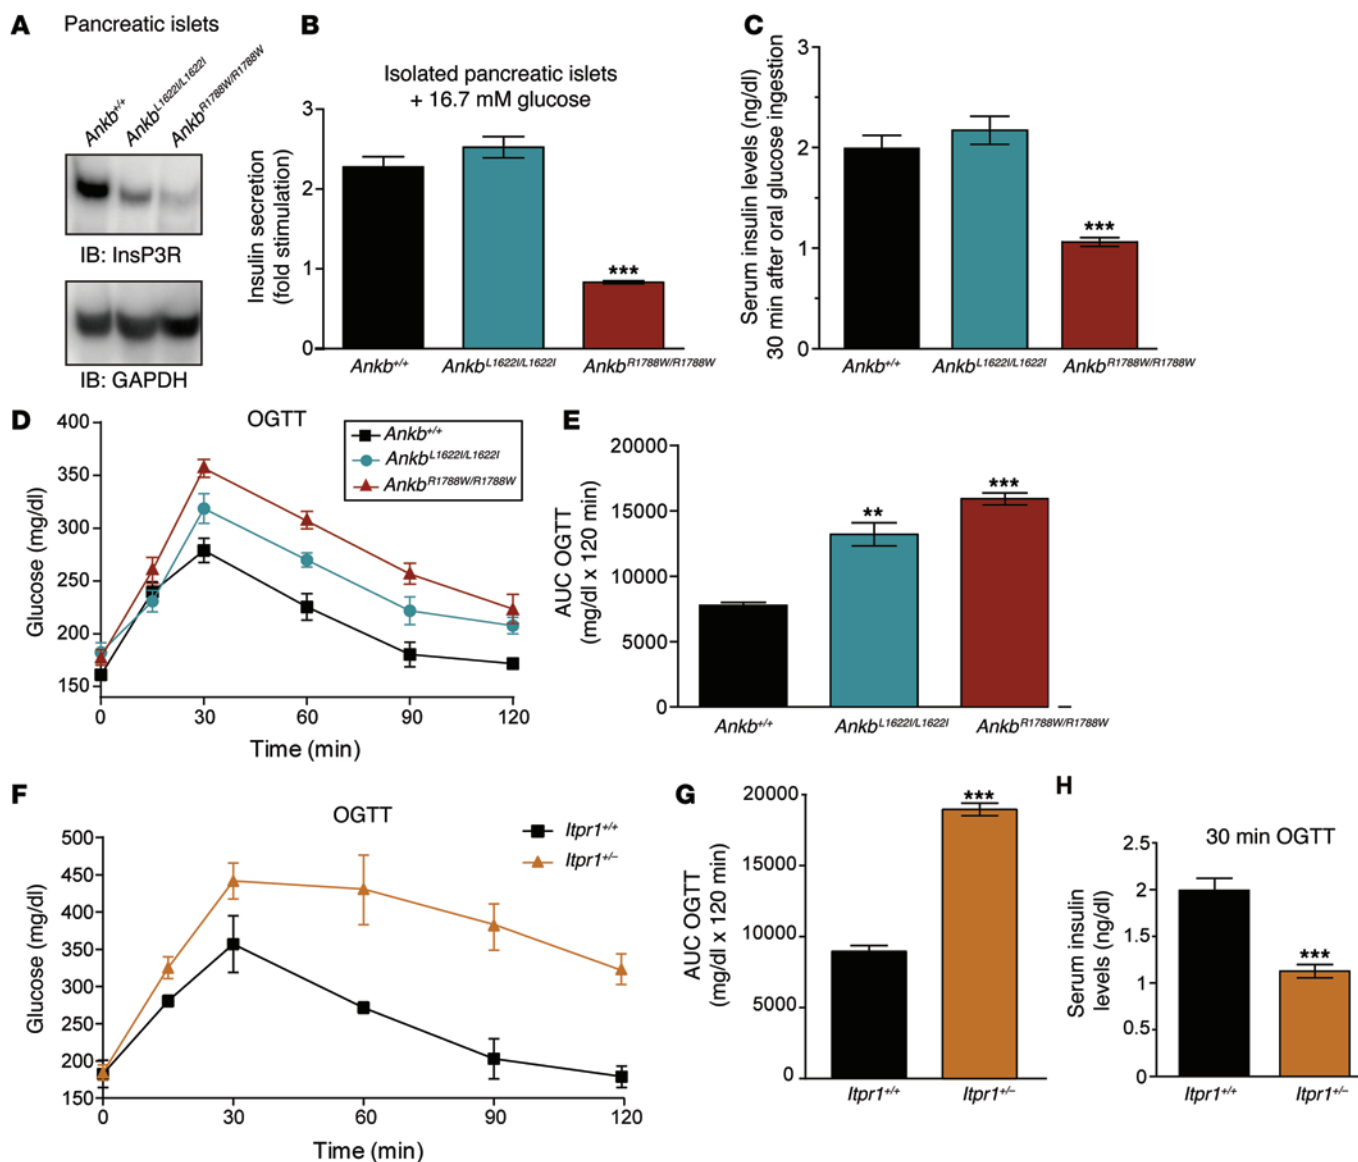 A
Pancreatic islets
Ankb+/+
AnkbL1622I/L1622I
AnkbR1788W/R1788W
IB: InsP3R
IB: GAPDH
B
Isolated pancreatic islets
+ 16.7 mM glucose
Insulin secretion
(fold stimulation)
3
2
1
0
***
Ankb+/+
AnkbL1622I/L1622I
AnkbR1788W/R1788W
C
Serum insulin levels (ng/dl)
30 min after oral glucose ingestion
3
2
1
0
***
Ankb+/+
AnkbL1622I/L1622I
AnkbR1788W/R1788W
D
OGTT
Glucose (mg/dl)
400
350
300
250
200
150
Ankb+/+
AnkbL1622I/L1622I
AnkbR1788W/R1788W
0
30
60
90
120
Time (min)
E
AUC OGTT
(mg/dl x 120 min)
20000
15000
10000
5000
0
**
***
Ankb+/+
AnkbL1622I/L1622I
AnkbR1788W/R1788W
F
OGTT
Glucose (mg/dl)
500
450
400
350
300
250
200
150
Itpr1+/+
Itpr1+/–
0
30
60
90
120
Time (min)
G
AUC OGTT
(mg/dl x 120 min)
20000
15000
10000
5000
0
***
Itpr1+/+
Itpr1+/–
H
30 min OGTT
Serum insulin
levels (ng/dl)
2.5
2
1.5
1
0.5
0
***
Itpr1+/+
Itpr1+/–